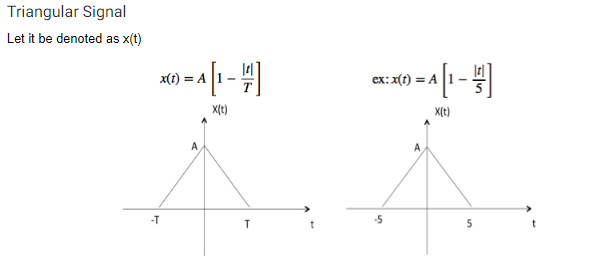 Triangular Signal
Let it be denoted as x(t)
x(t) = A [1 - |t|/T]
ex: x(t) = A [1 - |t|/5]
X(t)
X(t)
A
A
-T
T
t
-5
5
t